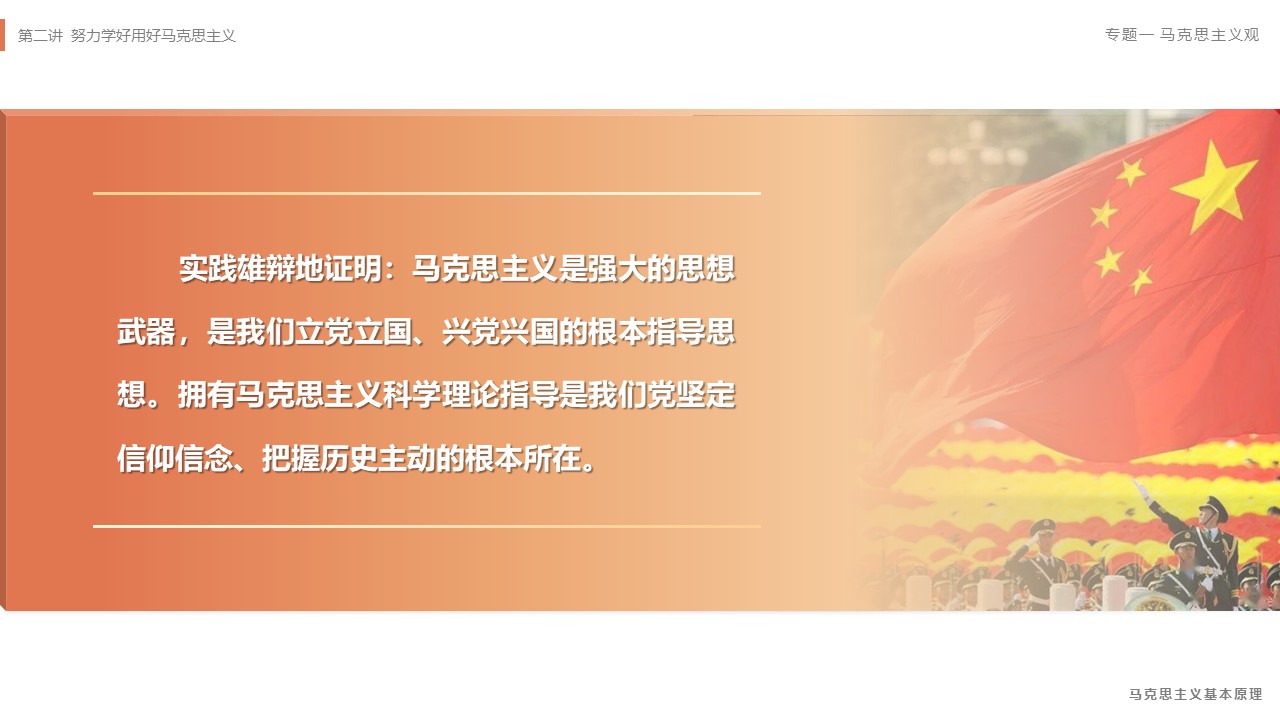 第二讲 努力学好用好马克思主义
专题一 马克思主义观
实践雄辩地证明：马克思主义是强大的思想
武器，是我们立党立国、兴党兴国的根本指导思
想。拥有马克思主义科学理论指导是我们党坚定
信仰信念、把握历史主动的根本所在。
马克思主义基本原理